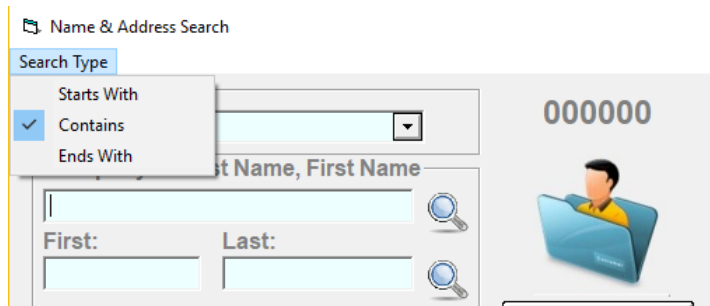 Name & Address Search
Search Type
Starts With
Contains
Ends With
000000
st Name, First Name
First:
Last: